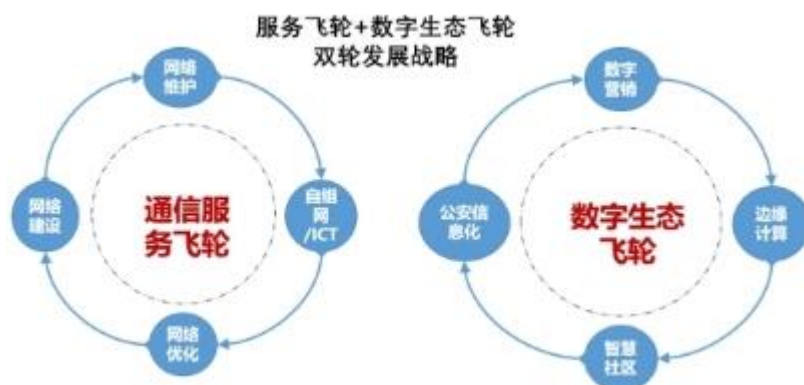 服务飞轮+数字生态飞轮
双轮发展战略
网络
维护
网络
建设
通信服
务飞轮
自组
网
/ICT
网络
优化
数字
营销
公安信
息化
数字生态
飞轮
边缘
计算
智慧
社区